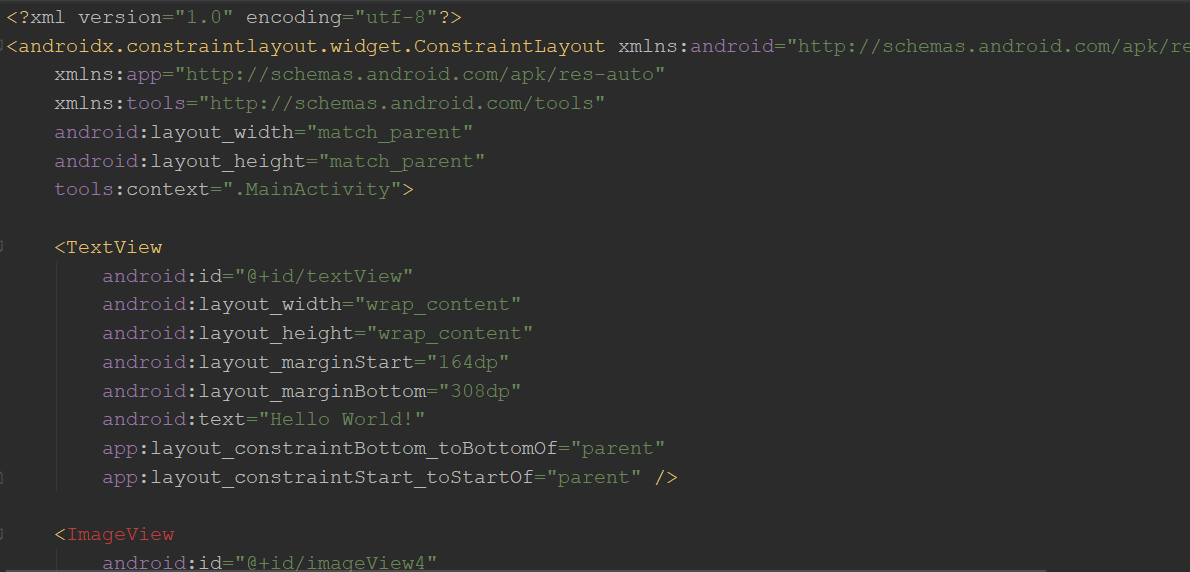 <?xml version="1.0" encoding="utf-8"?>
<androidx.constraintlayout.widget.ConstraintLayout xmlns:android="http://schemas.android.com/apk/re
    xmlns:app="http://schemas.android.com/apk/res-auto"
    xmlns:tools="http://schemas.android.com/tools"
    android:layout_width="match_parent"
    android:layout_height="match_parent"
    tools:context=".MainActivity">

    <TextView
        android:id="@+id/textView"
        android:layout_width="wrap_content"
        android:layout_height="wrap_content"
        android:layout_marginStart="164dp"
        android:layout_marginBottom="308dp"
        android:text="Hello World!"
        app:layout_constraintBottom_toBottomOf="parent"
        app:layout_constraintStart_toStartOf="parent" />

    <ImageView
        android:id="@+id/imageView4"